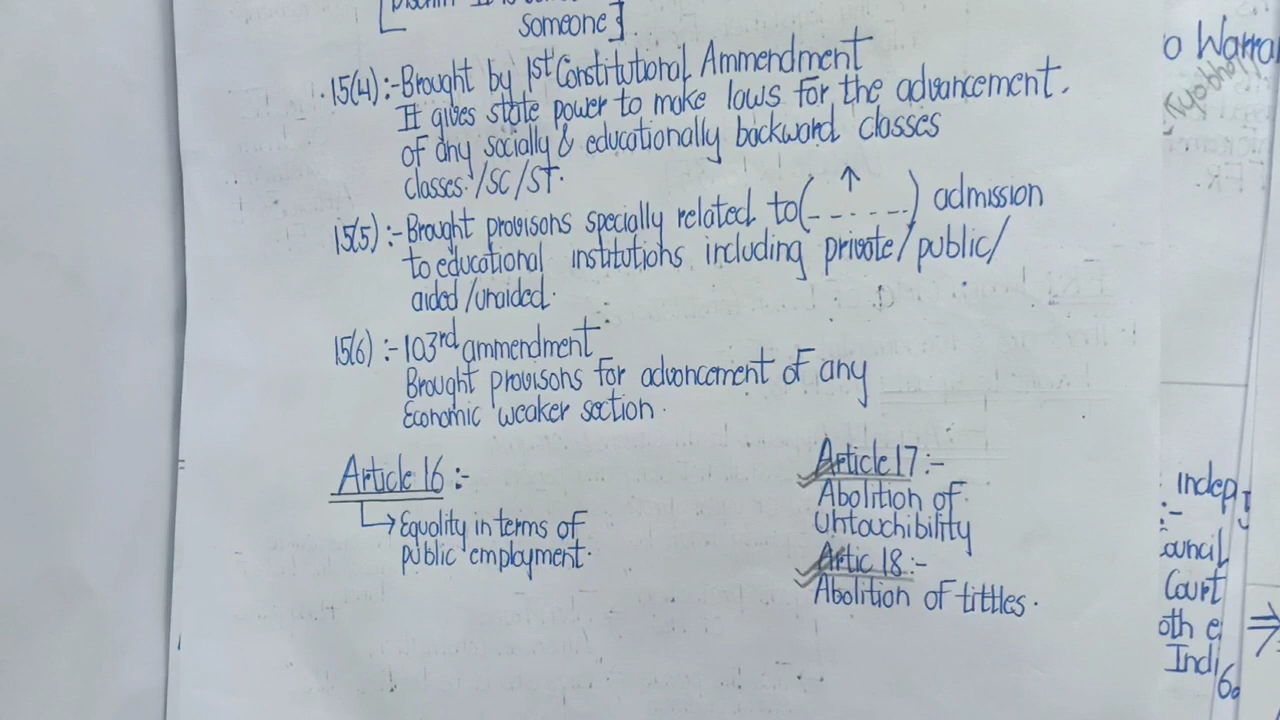 someone].
15(4):- Brought by 1st Constitutional Ammendment
It gives state power to make laws for the advancement.
of any socially & educationally backward classes
classes./SC/ST.
15(5):- Brought provisons specially related to (------) ↑ admission
to educational institutions including private/public/
aided/unaided.
15(6):- 103rd ammendment
Brought provisons for advancement of any
Economic weaker section.
Article 16:-
→ Equality in terms of
public employment.
Article 17:-
Abolition of
Untouchibility
Artic 18:-
Abolition of tittles.
o Warra
indep
:-
ouncil
Court
oth e
Indi
⇒